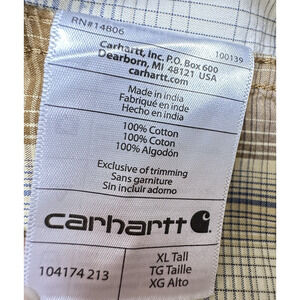 RN#14806
100139
Carhartt, Inc. P.O. Box 600
Dearborn, MI 48121 USA
carhartt.com
Made in india
Fabriqué en inde
Hecho en india
100% Cotton
100% Coton
100% Algodón
Exclusive of trimming
Sans garniture
Sin incluir adorno
carhartt
104174 213
XL Tall
TG Taille
XG Alto